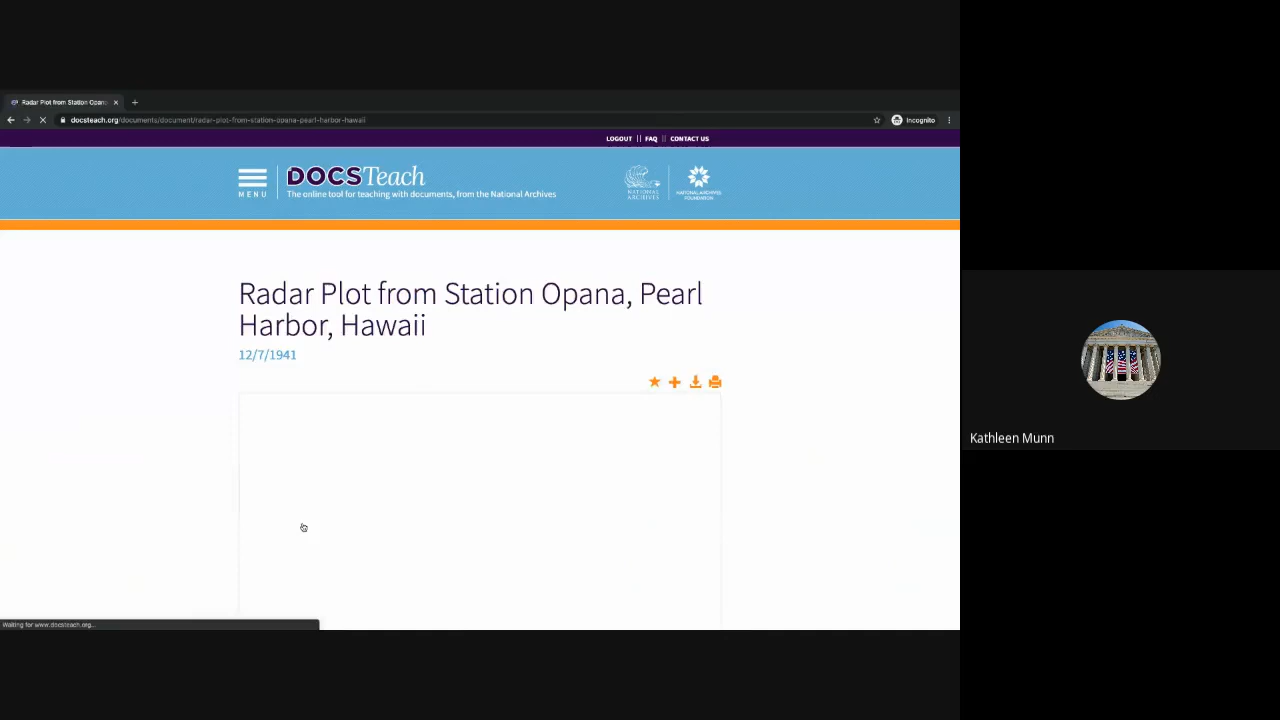 Radar Plot from Station Opan
docsteach.org/documents/document/radar-plot-from-station-opana-pearl-harbor-hawaii
Incognito
LOGOUT || FAQ || CONTACT US
MENU
DOCSTeach
The online tool for teaching with documents, from the National Archives
NATIONAL ARCHIVES
NATIONAL ARCHIVES FOUNDATION
Radar Plot from Station Opana, Pearl
Harbor, Hawaii
12/7/1941
Kathleen Munn
Waiting for www.docsteach.org...